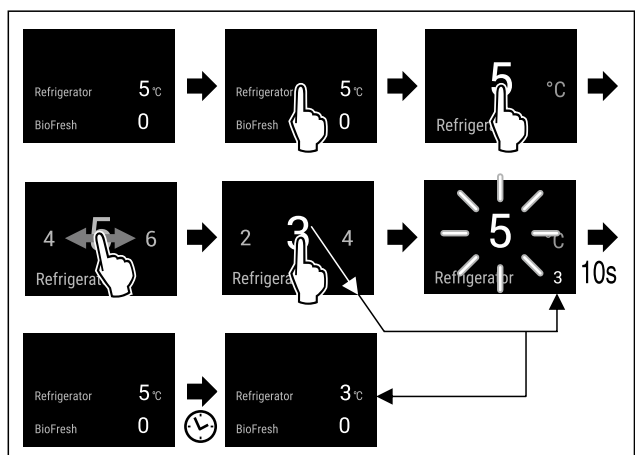 Refrigerator 5 °C
BioFresh 0
Refrigerator 5 °C
BioFresh 0
5 °C
Refriger
4 5 6
Refrigerat
2 3 4
Refrigera
5 °C
Refrigerator 3
10s
Refrigerator 5 °C
BioFresh 0
Refrigerator 3 °C
BioFresh 0